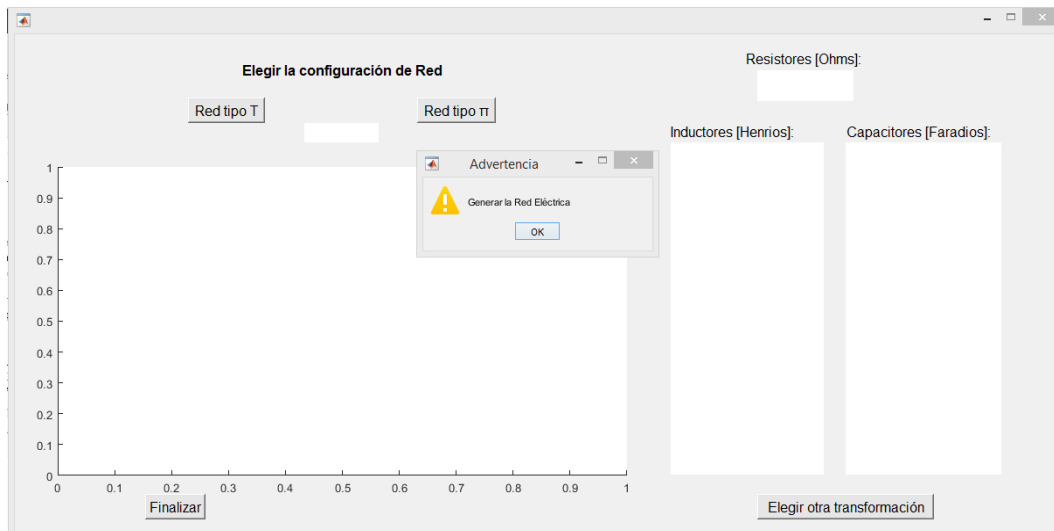 Elegir la configuración de Red
Red tipo T
Red tipo π
Resistores [Ohms]:
Inductores [Henrios]:
Capacitores [Faradios]:
Advertencia
Generar la Red Eléctrica
OK
1
0.9
0.8
0.7
0.6
0.5
0.4
0.3
0.2
0.1
0
0 0.1 0.2 0.3 0.4 0.5 0.6 0.7 0.8 0.9 1
Finalizar
Elegir otra transformación